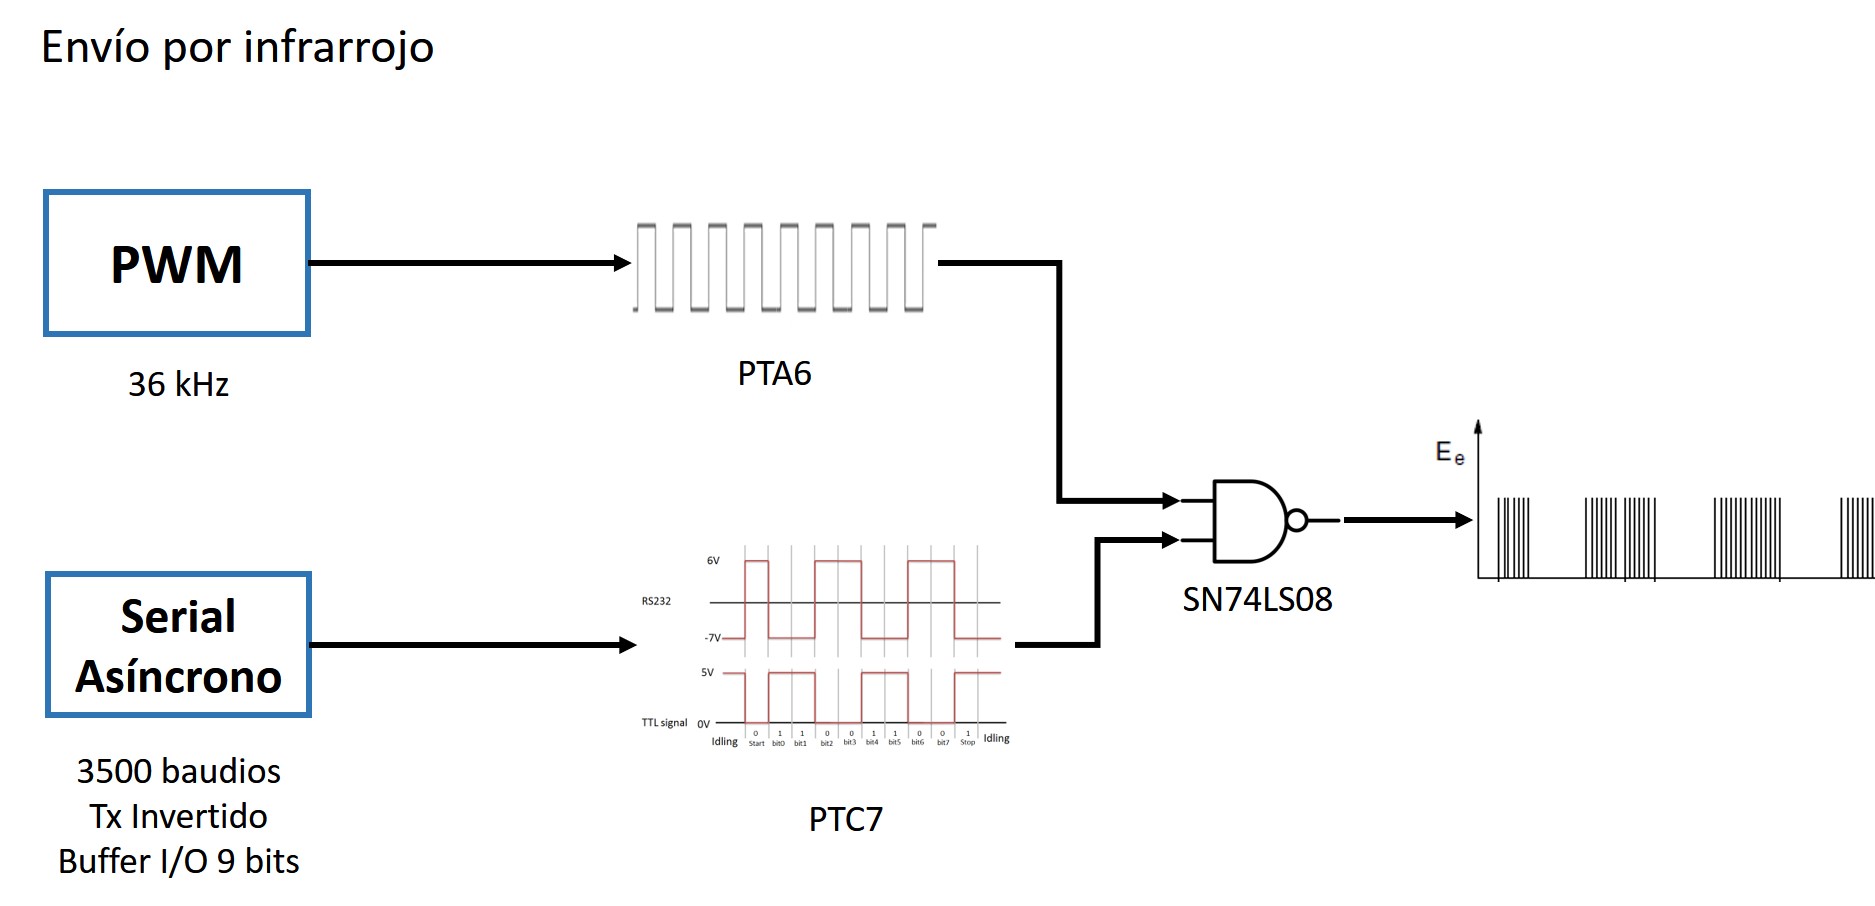 Envío por infrarrojo
PWM
36 kHz
PTA6
Serial
Asíncrono
3500 baudios
Tx Invertido
Buffer I/O 9 bits
6V
RS232
-7V
5V
TTL signal 0V
0 1 1 0 0 1 1 0 0 1
Idling Start bit0 bit1 bit2 bit3 bit4 bit5 bit6 bit7 Stop Idling
PTC7
SN74LS08
E e